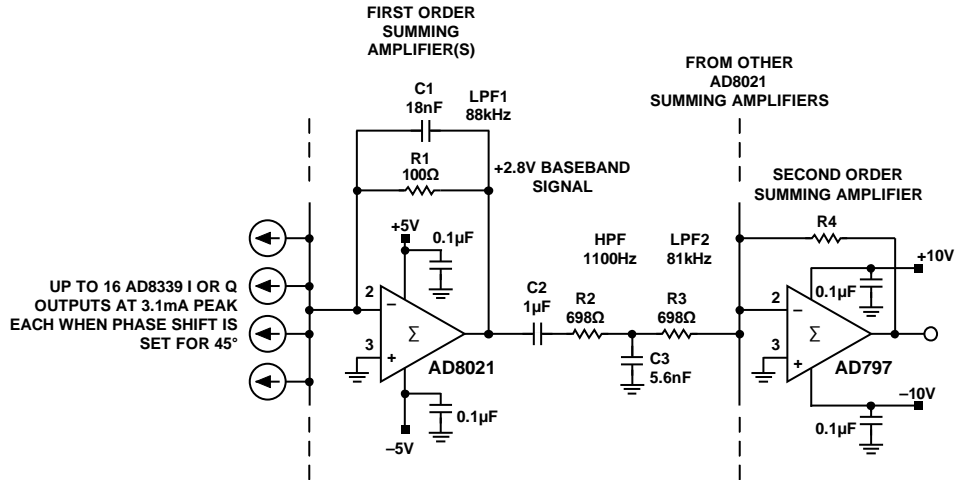 FIRST ORDER
SUMMING
AMPLIFIER(S)
C1
18nF
LPF1
88kHz
R1
100Ω
+2.8V BASEBAND
SIGNAL
FROM OTHER
AD8021
SUMMING AMPLIFIERS
SECOND ORDER
SUMMING AMPLIFIER
R4
+5V
0.1µF
HPF
1100Hz
LPF2
81kHz
+10V
0.1µF
UP TO 16 AD8339 I OR Q
OUTPUTS AT 3.1mA PEAK
EACH WHEN PHASE SHIFT IS
SET FOR 45°
2
–
Σ
3
+
AD8021
C2
1µF
R2
698Ω
R3
698Ω
C3
5.6nF
2
–
Σ
3
+
AD797
0.1µF
–5V
–10V
0.1µF